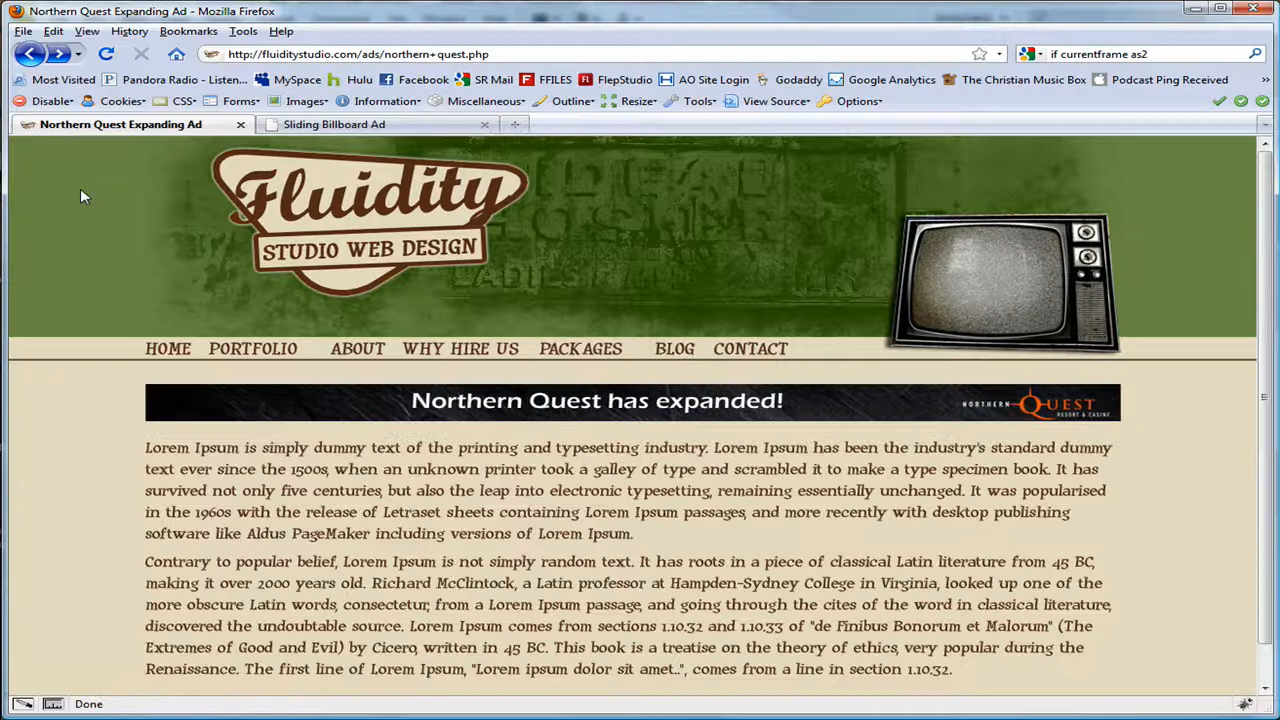 Northern Quest Expanding Ad - Mozilla Firefox
File Edit View History Bookmarks Tools Help
http://fluiditystudio.com/ads/northern+quest.php
if currentframe as2
Most Visited Pandora Radio - Listen... MySpace Hulu Facebook SR Mail FFILES FlepStudio AO Site Login Godaddy Google Analytics The Christian Music Box Podcast Ping Received
Disable Cookies CSS Forms Images Information Miscellaneous Outline Resize Tools View Source Options
Northern Quest Expanding Ad Sliding Billboard Ad
Fluidity
STUDIO WEB DESIGN
HOME PORTFOLIO ABOUT WHY HIRE US PACKAGES BLOG CONTACT
Northern Quest has expanded! NORTHERN QUEST
RESORT & CASINO
Lorem Ipsum is simply dummy text of the printing and typesetting industry. Lorem Ipsum has been the industry's standard dummy
text ever since the 1500s, when an unknown printer took a galley of type and scrambled it to make a type specimen book. It has
survived not only five centuries, but also the leap into electronic typesetting, remaining essentially unchanged. It was popularised
in the 1960s with the release of Letraset sheets containing Lorem Ipsum passages, and more recently with desktop publishing
software like Aldus PageMaker including versions of Lorem Ipsum.
Contrary to popular belief, Lorem Ipsum is not simply random text. It has roots in a piece of classical Latin literature from 45 BC,
making it over 2000 years old. Richard McClintock, a Latin professor at Hampden-Sydney College in Virginia, looked up one of the
more obscure Latin words, consectetur, from a Lorem Ipsum passage, and going through the cites of the word in classical literature,
discovered the undoubtable source. Lorem Ipsum comes from sections 1.10.32 and 1.10.33 of "de Finibus Bonorum et Malorum" (The
Extremes of Good and Evil) by Cicero, written in 45 BC. This book is a treatise on the theory of ethics, very popular during the
Renaissance. The first line of Lorem Ipsum, "Lorem ipsum dolor sit amet..", comes from a line in section 1.10.32.
Done